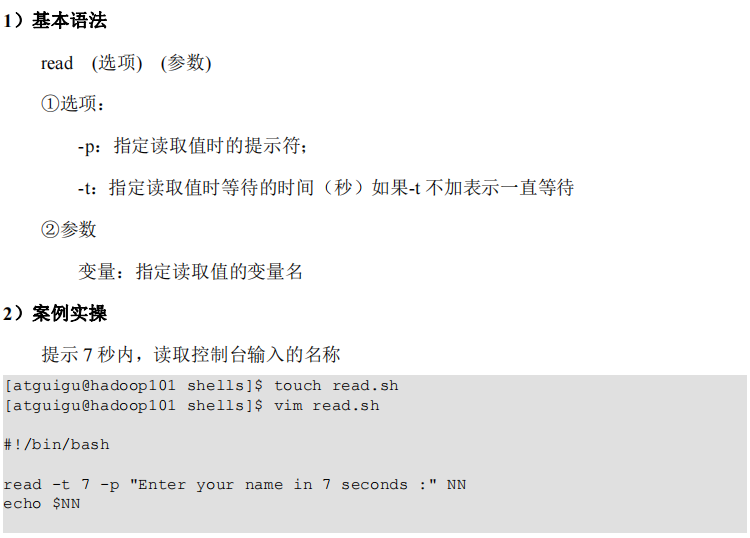 1）基本语法
read (选项) (参数)
①选项：
-p：指定读取值时的提示符；
-t：指定读取值时等待的时间（秒）如果-t 不加表示一直等待
②参数
变量：指定读取值的变量名
2）案例实操
提示 7 秒内，读取控制台输入的名称
[atguigu@hadoop101 shells]$ touch read.sh
[atguigu@hadoop101 shells]$ vim read.sh
#!/bin/bash
read -t 7 -p "Enter your name in 7 seconds :" NN
echo $NN